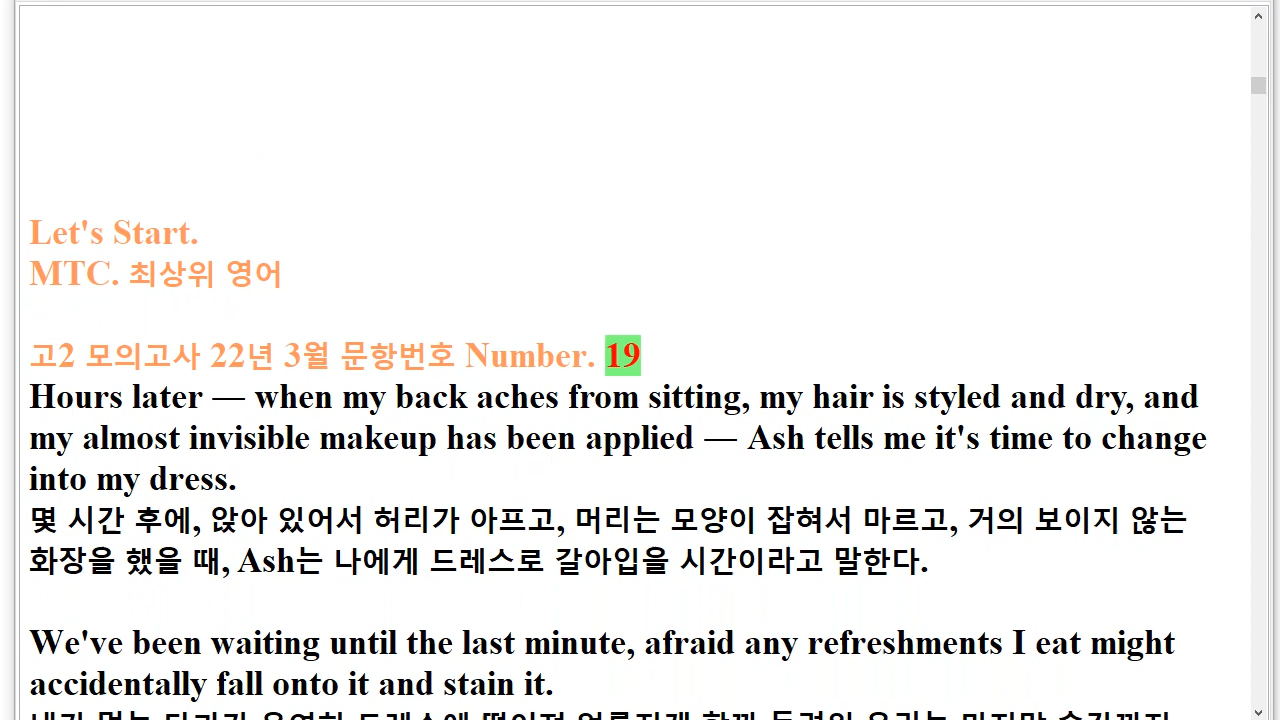 Let's Start.
MTC. 최상위 영어
고2 모의고사 22년 3월 문항번호 Number. 19
Hours later — when my back aches from sitting, my hair is styled and dry, and
my almost invisible makeup has been applied — Ash tells me it's time to change
into my dress.
몇 시간 후에, 앉아 있어서 허리가 아프고, 머리는 모양이 잡혀서 마르고, 거의 보이지 않는
화장을 했을 때, Ash는 나에게 드레스로 갈아입을 시간이라고 말한다.
We've been waiting until the last minute, afraid any refreshments I eat might
accidentally fall onto it and stain it.